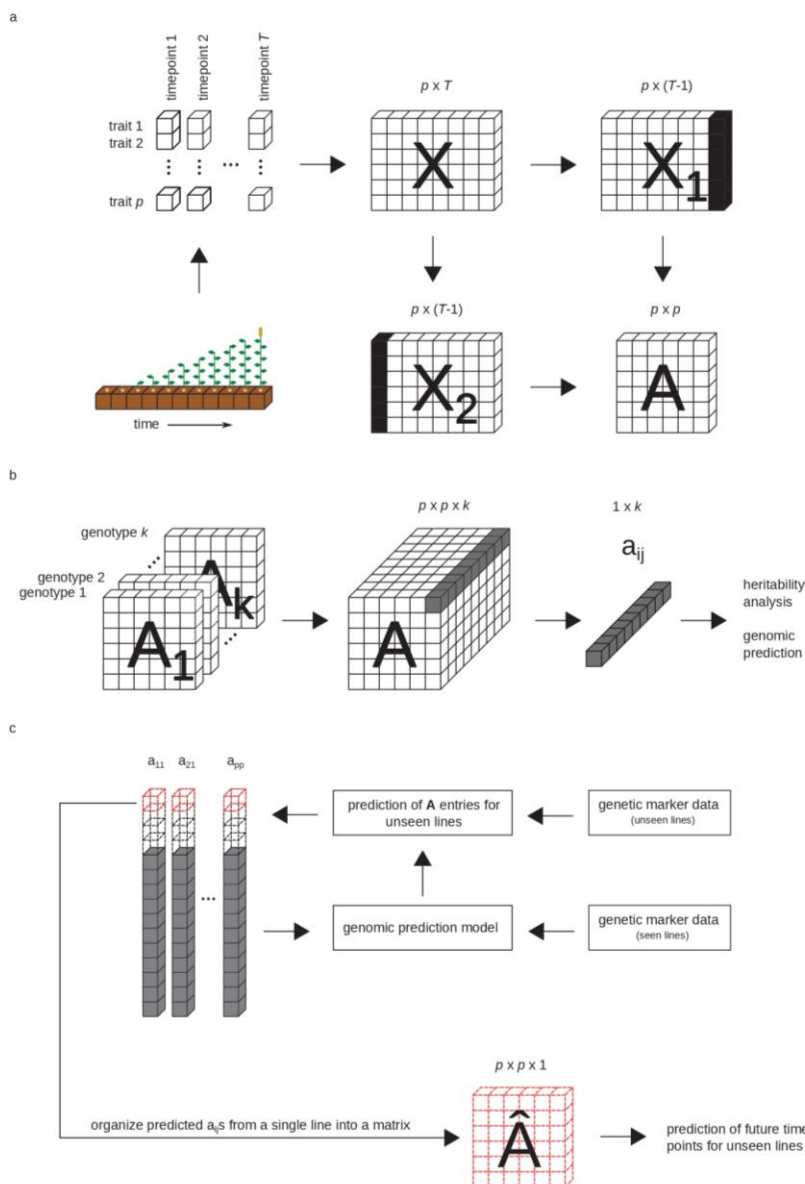 a
timepoint 1
timepoint 2
timepoint T
trait 1
trait 2
trait p
...
p x T
X
p x (T-1)
X1
p x (T-1)
X2
p x p
A
time
b
genotype k
genotype 2
genotype 1
Ak
A1
p x p x k
A
1 x k
aij
heritability
analysis
genomic
prediction
c
a11 a21 app
...
prediction of A entries for
unseen lines
genetic marker data
(unseen lines)
genomic prediction model
genetic marker data
(seen lines)
organize predicted aijs from a single line into a matrix
p x p x 1
Â
prediction of future time
points for unseen lines